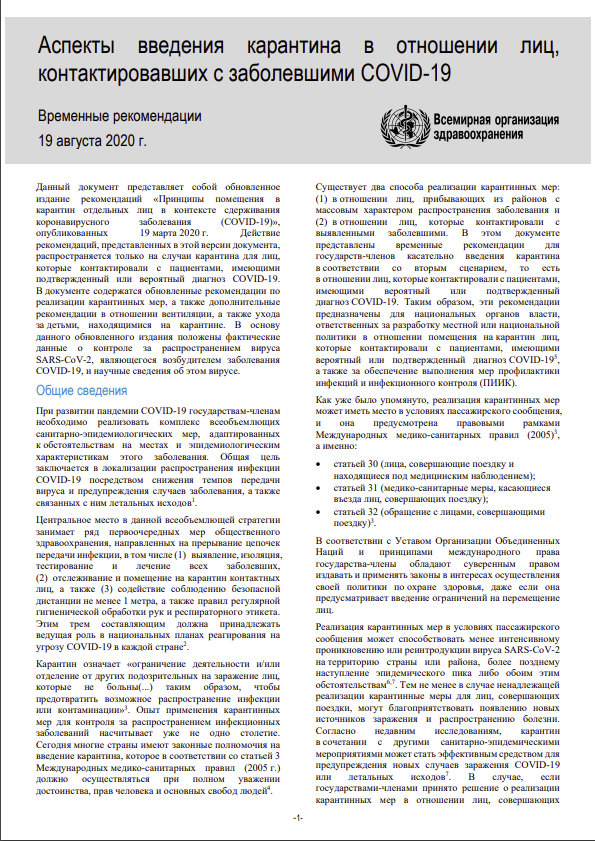 Аспекты введения карантина в отношении лиц,
контактировавших с заболевшими COVID-19
Временные рекомендации
19 августа 2020 г.
Всемирная организация
здравоохранения
Данный документ представляет собой обновленное
издание рекомендаций «Принципы помещения в
карантин отдельных лиц в контексте сдерживания
коронавирусного заболевания (COVID-19)»,
опубликованных 19 марта 2020 г. Действие
рекомендаций, представленных в этой версии документа,
распространяется только на случаи карантина для лиц,
которые контактировали с пациентами, имеющими
подтвержденный или вероятный диагноз COVID-19.
В документе содержатся обновленные рекомендации по
реализации карантинных мер, а также дополнительные
рекомендации в отношении вентиляции, а также ухода
за детьми, находящимися на карантине. В основу
данного обновленного издания положены фактические
данные о контроле за распространением вируса
SARS-CoV-2, являющегося возбудителем заболевания
COVID-19, и научные сведения об этом вирусе.
Общие сведения
При развитии пандемии COVID-19 государствам-членам
необходимо реализовать комплекс всеобъемлющих
санитарно-эпидемиологических мер, адаптированных
к обстоятельствам на местах и эпидемиологическим
характеристикам этого заболевания. Общая цель
заключается в локализации распространения инфекции
COVID-19 посредством снижения темпов передачи
вируса и предупреждения случаев заболевания, а также
связанных с ним летальных исходов¹.
Центральное место в данной всеобъемлющей стратегии
занимает ряд первоочередных мер общественного
здравоохранения, направленных на прерывание цепочек
передачи инфекции, в том числе (1) выявление, изоляция,
тестирование и лечение всех заболевших,
(2) отслеживание и помещение на карантин контактных
лиц, а также (3) содействие соблюдению безопасной
дистанции не менее 1 метра, а также правил регулярной
гигиенической обработки рук и респираторного этикета.
Этим трем составляющим должна принадлежать
ведущая роль в национальных планах реагирования на
угрозу COVID-19 в каждой стране².
Карантин означает «ограничение деятельности и/или
отделение от других подозрительных на заражение лиц,
которые не больны(...) таким образом, чтобы
предотвратить возможное распространение инфекции
или контаминации»³. Опыт применения карантинных
мер для контроля за распространением инфекционных
заболеваний насчитывает уже не одно столетие.
Сегодня многие страны имеют законные полномочия на
введение карантина, которое в соответствии со статьей 3
Международных медико-санитарных правил (2005 г.)
должно осуществляться при полном уважении
достоинства, прав человека и основных свобод людей⁴.
Существует два способа реализации карантинных мер:
(1) в отношении лиц, прибывающих из районов с
массовым характером распространения заболевания и
(2) в отношении лиц, которые контактировали с
выявленными заболевшими. В этом документе
представлены временные рекомендации для
государств-членов касательно введения карантина
в соответствии со вторым сценарием, то есть
в отношении лиц, которые контактировали с пациентами,
имеющими вероятный или подтвержденный
диагноз COVID-19. Таким образом, эти рекомендации
предназначены для национальных органов власти,
ответственных за разработку местной или национальной
политики в отношении помещения на карантин лиц,
которые контактировали с пациентами, имеющими
вероятный или подтвержденный диагноз COVID-19⁵,
а также за обеспечение выполнения мер профилактики
инфекций и инфекционного контроля (ПИИК).
Как уже было упомянуто, реализация карантинных мер
может иметь место в условиях пассажирского сообщения,
и она предусмотрена правовыми рамками
Международных медико-санитарных правил (2005)³,
а именно:
• статьей 30 (лица, совершающие поездку и
находящиеся под медицинским наблюдением);
• статьей 31 (медико-санитарные меры, касающиеся
въезда лиц, совершающих поездку);
• статьей 32 (обращение с лицами, совершающими
поездку)³.
В соответствии с Уставом Организации Объединенных
Наций и принципами международного права
государства-члены обладают суверенным правом
издавать и применять законы в интересах осуществления
своей политики по охране здоровья, даже если она
предусматривает введение ограничений на перемещение
лиц.
Реализация карантинных мер в условиях пассажирского
сообщения может способствовать менее интенсивному
проникновению или реинтродукции вируса SARS-CoV-2
на территорию страны или района, более позднему
наступление эпидемического пика либо обоим этим
обстоятельствам⁶,⁷. Тем не менее в случае ненадлежащей
реализации карантинные меры для лиц, совершающих
поездки, могут благоприятствовать появлению новых
источников заражения и распространению болезни.
Согласно недавним исследованиям, карантин
в сочетании с другими санитарно-эпидемическими
мероприятиями может стать эффективным средством для
предупреждения новых случаев заражения COVID-19
или летальных исходов⁷. В случае, если
государствами-членами принято решение о реализации
карантинных мер в отношении лиц, совершающих
-1-